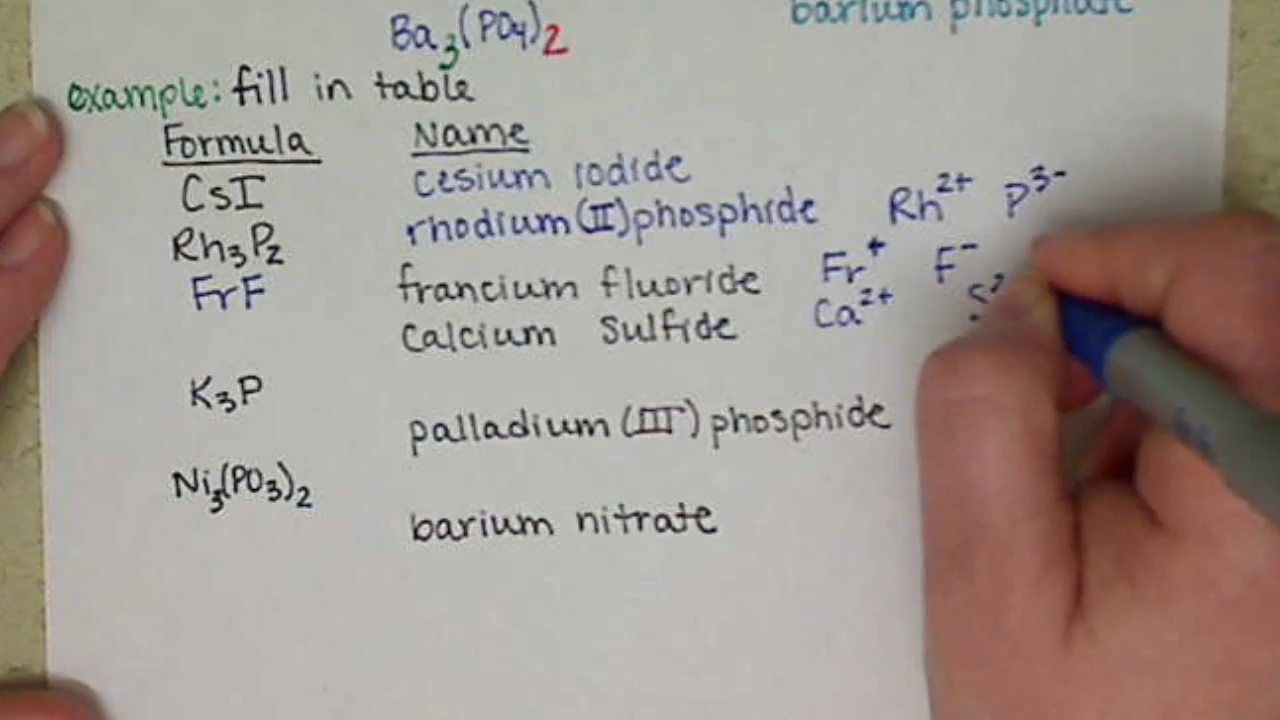 barium phosphate
Ba₃(PO₄)₂
example: fill in table
Formula Name
CsI cesium iodide
Rh₃P₂ rhodium (II) phosphide Rh²⁺ P³⁻
FrF francium fluoride Fr⁺ F⁻
calcium sulfide Ca²⁺ S²
K₃P
palladium (III) phosphide
Ni₃(PO₃)₂
barium nitrate